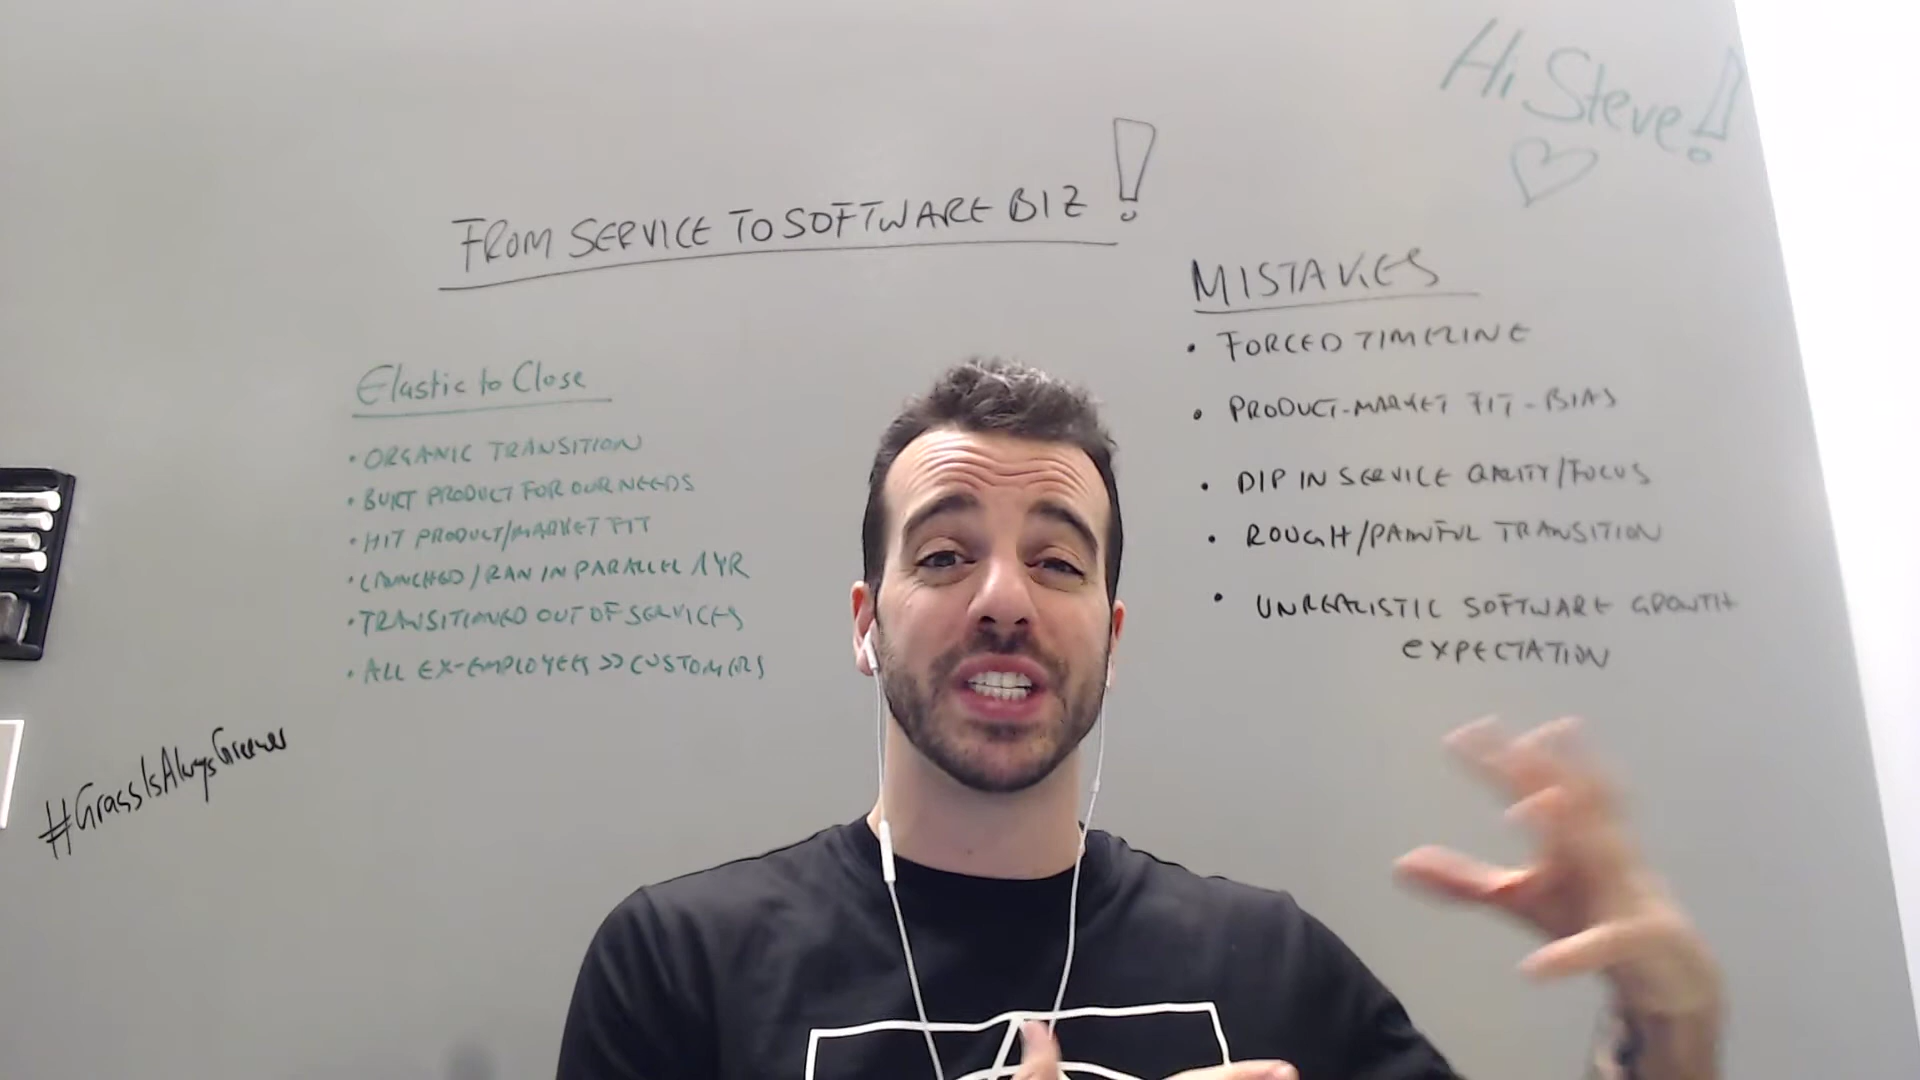 Hi Steve!
FROM SERVICE TO SOFTWARE BIZ!
Elastic to Close
• ORGANIC TRANSITION
• BUILT PRODUCT FOR OUR NEEDS
• HIT PRODUCT/MARKET FIT
• LAUNCHED/RAN IN PARALLEL 1YR
• TRANSITIONED OUT OF SERVICES
• ALL EX-EMPLOYEES >> CUSTOMERS
#GrassIsAlwaysGreener
MISTAKES
• FORCED TIMELINE
• PRODUCT-MARKET FIT-BIAS
• DIP IN SERVICE QUALITY/FOCUS
• ROUGH/PAINFUL TRANSITION
• UNREALISTIC SOFTWARE GROWTH
EXPECTATION